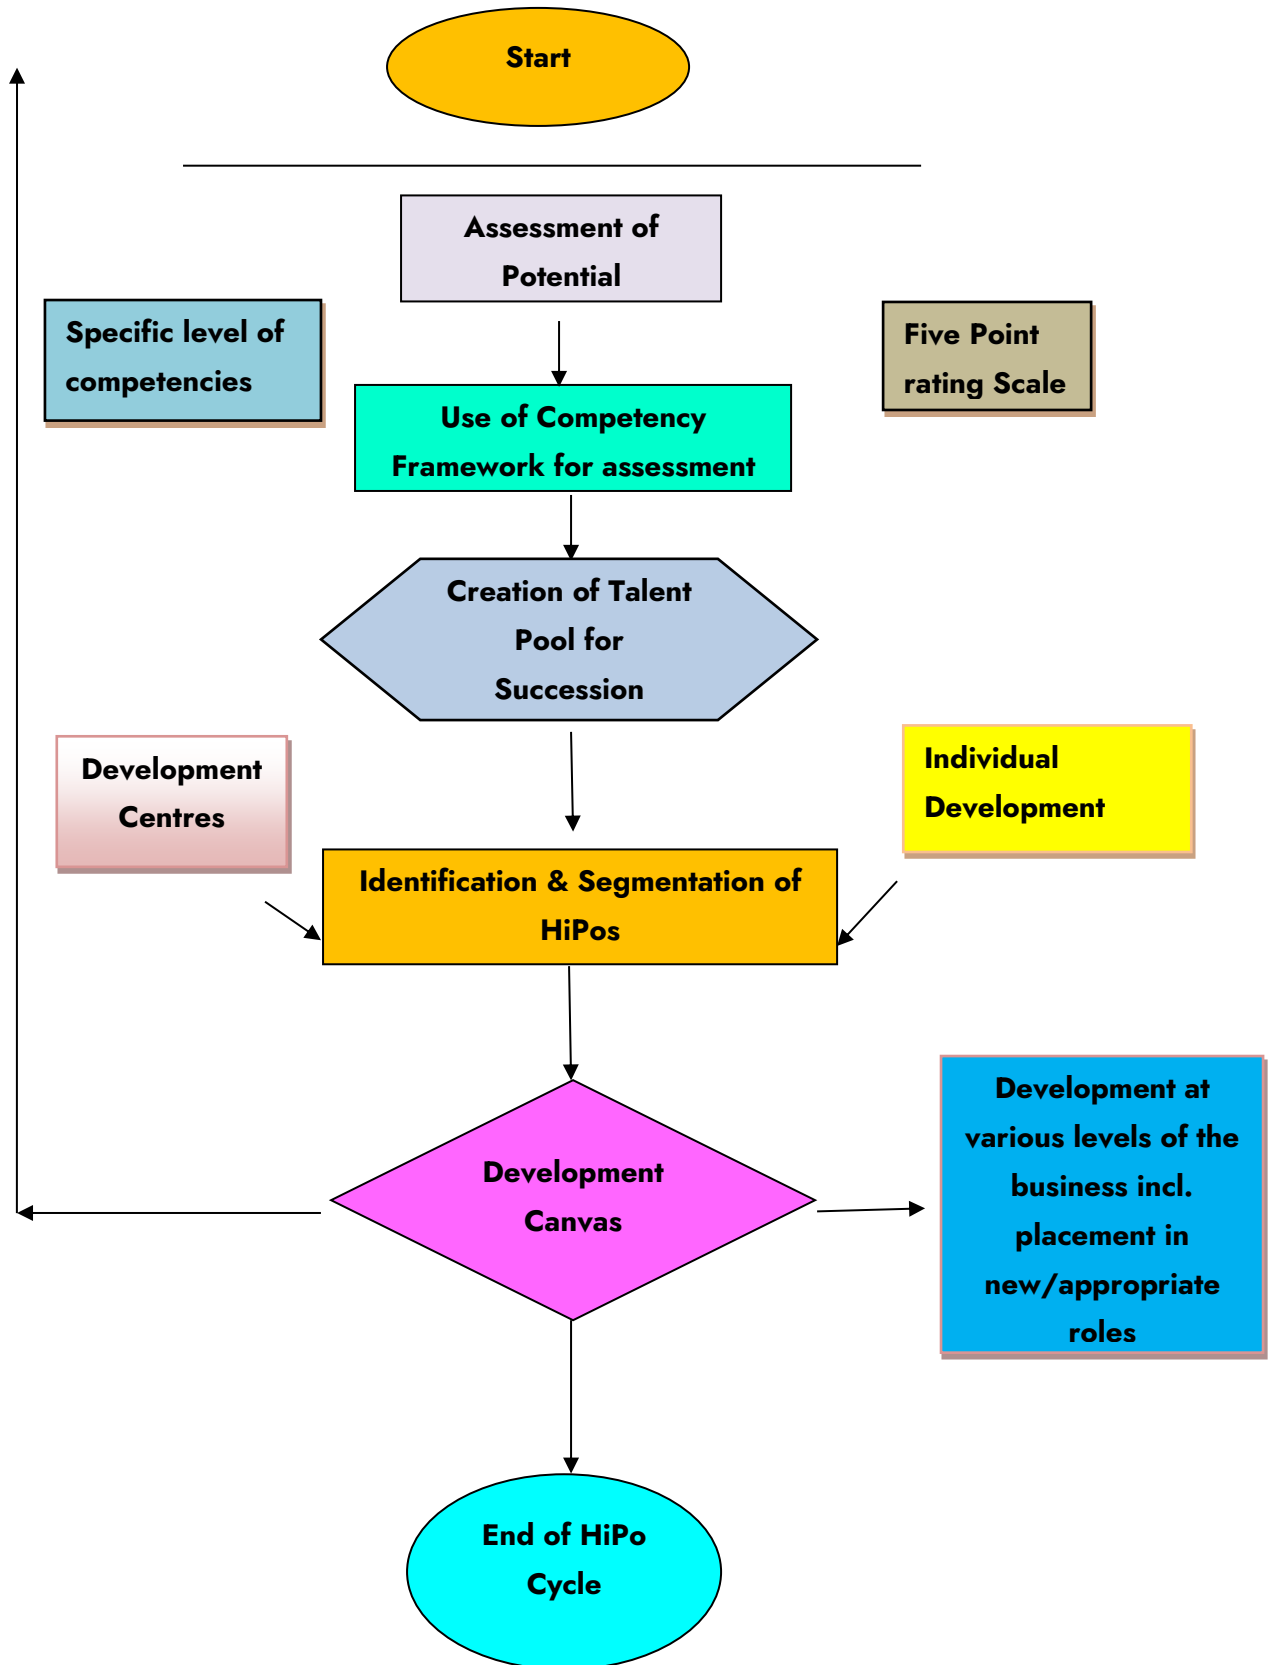 Start
Assessment of
Potential
Specific level of
competencies
Five Point
rating Scale
Use of Competency
Framework for assessment
Creation of Talent
Pool for
Succession
Development
Centres
Individual
Development
Identification & Segmentation of
HiPos
Development
Canvas
Development at
various levels of the
business incl.
placement in
new/appropriate
roles
End of HiPo
Cycle